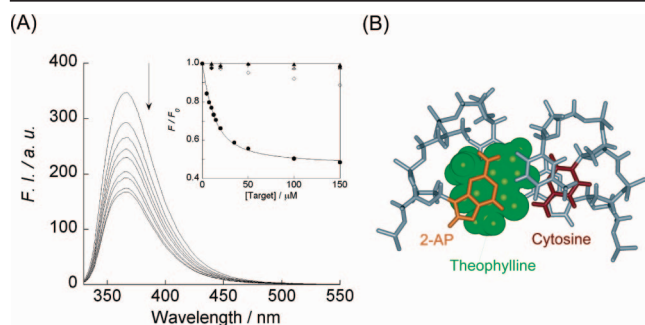 (A)
(B)
400
300
200
100
0
F. I. / a. u.
350
400
450
500
550
Wavelength / nm
1.0
0.8
0.6
0.4
F / F0
0
50
100
150
[Target] / μM
2-AP
Cytosine
Theophylline